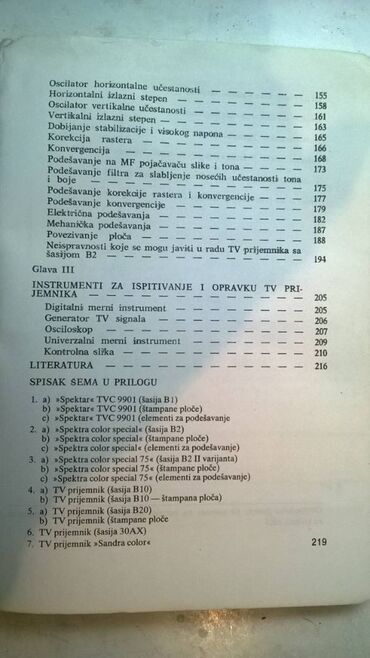 Oscilator horizontalne učestanosti — — — — — — 155
Horizontalni izlazni stepen — — — — — — — — 158
Oscilator vertikalne učestanosti — — — — — — — 161
Vertikalni izlazni stepen — — — — — — — — — 163
Dobijanje stabilizacije i visokog napona — — — — — 165
Korekcija rastera — — — — — — — — — — 166
Konvergencija — — — — — — — — — — — 168
Podešavanje na MF pojačavaču slike i tona — — — — 173
Podešavanje filtra za slabljenje nosećih učestanosti tona
i boje — — — — — — — — — — — — 175
Podešavanje korekcije rastera i konvergencije — — — 177
Podešavanje konvergencije — — — — — — — — 179
Električna podešavanja — — — — — — — — — 182
Mehanička podešavanja — — — — — — — — — 187
Povezivanje ploča — — — — — — — — — — 188
Neispravnosti koje se mogu javiti u radu TV prijemnika sa
šasijom B2 — — — — — — — — — — — 194
Glava III
INSTRUMENTI ZA ISPITIVANJE I OPRAVKU TV PRI-
JEMNIKA — — — — — — — — — — — — 205
Digitalni merni instrument — — — — — — — — 205
Generator TV signala — — — — — — — — — 206
Osciloskop — — — — — — — — — — — — 207
Univerzalni merni instrument — — — — — — — 209
Kontrolna slika — — — — — — — — — — — 210
LITERATURA — — — — — — — — — — — — 216
SPISAK ŠEMA U PRILOGU
1. a) »Spektar« TVC 9901 (šasija B1)
b) »Spektar« TVC 9901 (štampane ploče)
c) »Spektar« TVC 9901 (elementi za podešavanje)
2. a) »Spektra color special« (šasija B2)
b) »Spektra color special« (štampane ploče)
c) »Spektra color special« (elementi za podešavanje)
3. a) »Spektra color special 75« (šasija B2 II varijanta)
b) »Spektra color special 75« (štampane ploče)
c) »Spektra color special 75« (elementi za podešavanje)
4. a) TV prijemnik (šasija B10)
b) TV prijemnik (šasija B10 — štampana ploča)
5. a) TV prijemnik (šasija B20)
b) TV prijemnik (štampane ploče
6. TV prijemnik (šasija 30AX)
7. TV prijemnik »Sandra color«
219